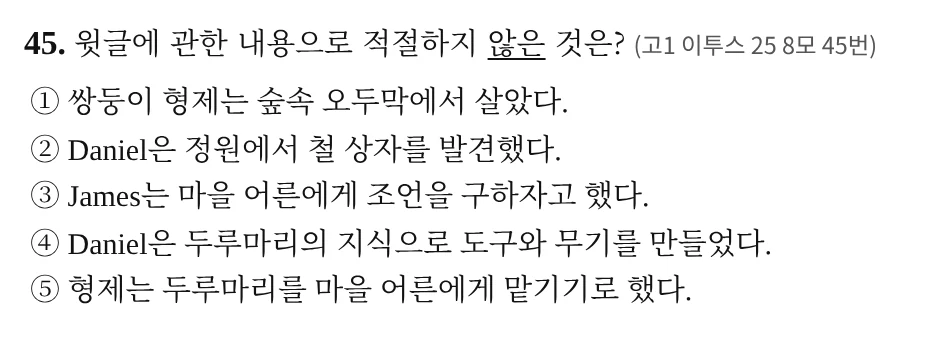 45. 윗글에 관한 내용으로 적절하지 않은 것은? (고1 이투스 25 8모 45번)
① 쌍둥이 형제는 숲속 오두막에서 살았다.
② Daniel은 정원에서 철 상자를 발견했다.
③ James는 마을 어른에게 조언을 구하자고 했다.
④ Daniel은 두루마리의 지식으로 도구와 무기를 만들었다.
⑤ 형제는 두루마리를 마을 어른에게 맡기기로 했다.